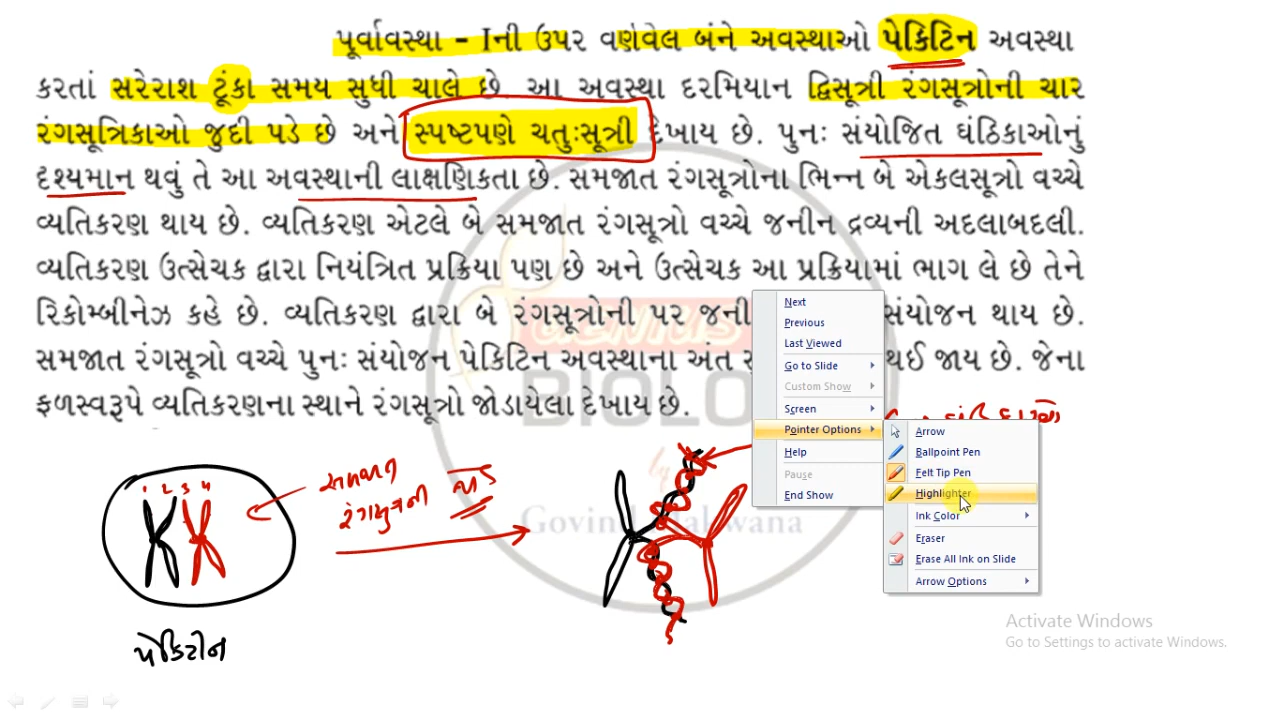 પૂર્વાવસ્થા – Iની ઉપર વર્ણવેલ બંને અવસ્થાઓ પેકિટિન અવસ્થા
કરતાં સરેરાશ ટૂંકા સમય સુધી ચાલે છે. આ અવસ્થા દરમિયાન દ્વિસૂત્રી રંગસૂત્રોની ચાર
રંગસૂત્રિકાઓ જુદી પડે છે અને સ્પષ્ટપણે ચતુઃસૂત્રી દેખાય છે. પુનઃ સંયોજિત ઘંઠિકાઓનું
દૃશ્યમાન થવું તે આ અવસ્થાની લાક્ષણિકતા છે. સમજાત રંગસૂત્રોના ભિન્ન બે એકલસૂત્રો વચ્ચે
વ્યતિકરણ થાય છે. વ્યતિકરણ એટલે બે સમજાત રંગસૂત્રો વચ્ચે જનીન દ્રવ્યની અદલાબદલી.
વ્યતિકરણ ઉત્સેચક દ્વારા નિયંત્રિત પ્રક્રિયા પણ છે અને ઉત્સેચક આ પ્રક્રિયામાં ભાગ લે છે તેને
રિકોમ્બીનેઝ કહે છે. વ્યતિકરણ દ્વારા બે રંગસૂત્રોની પર જની સંયોજન થાય છે.
સમજાત રંગસૂત્રો વચ્ચે પુનઃ સંયોજન પેકિટિન અવસ્થાના અંત થઈ જાય છે. જેના
ફળસ્વરૂપે વ્યતિકરણના સ્થાને રંગસૂત્રો જોડાયેલા દેખાય છે.
Next
Previous
Last Viewed
Go to Slide
Custom Show
Screen
Pointer Options
Help
Pause
End Show
Arrow
Ballpoint Pen
Felt Tip Pen
Highlighter
Ink Color
Eraser
Erase All Ink on Slide
Arrow Options
GENIUS
BIOLO
by
1 2 3 4
સમજાત
રંગસૂત્રની જોડ
પેકિટીન
Activate Windows
Go to Settings to activate Windows.